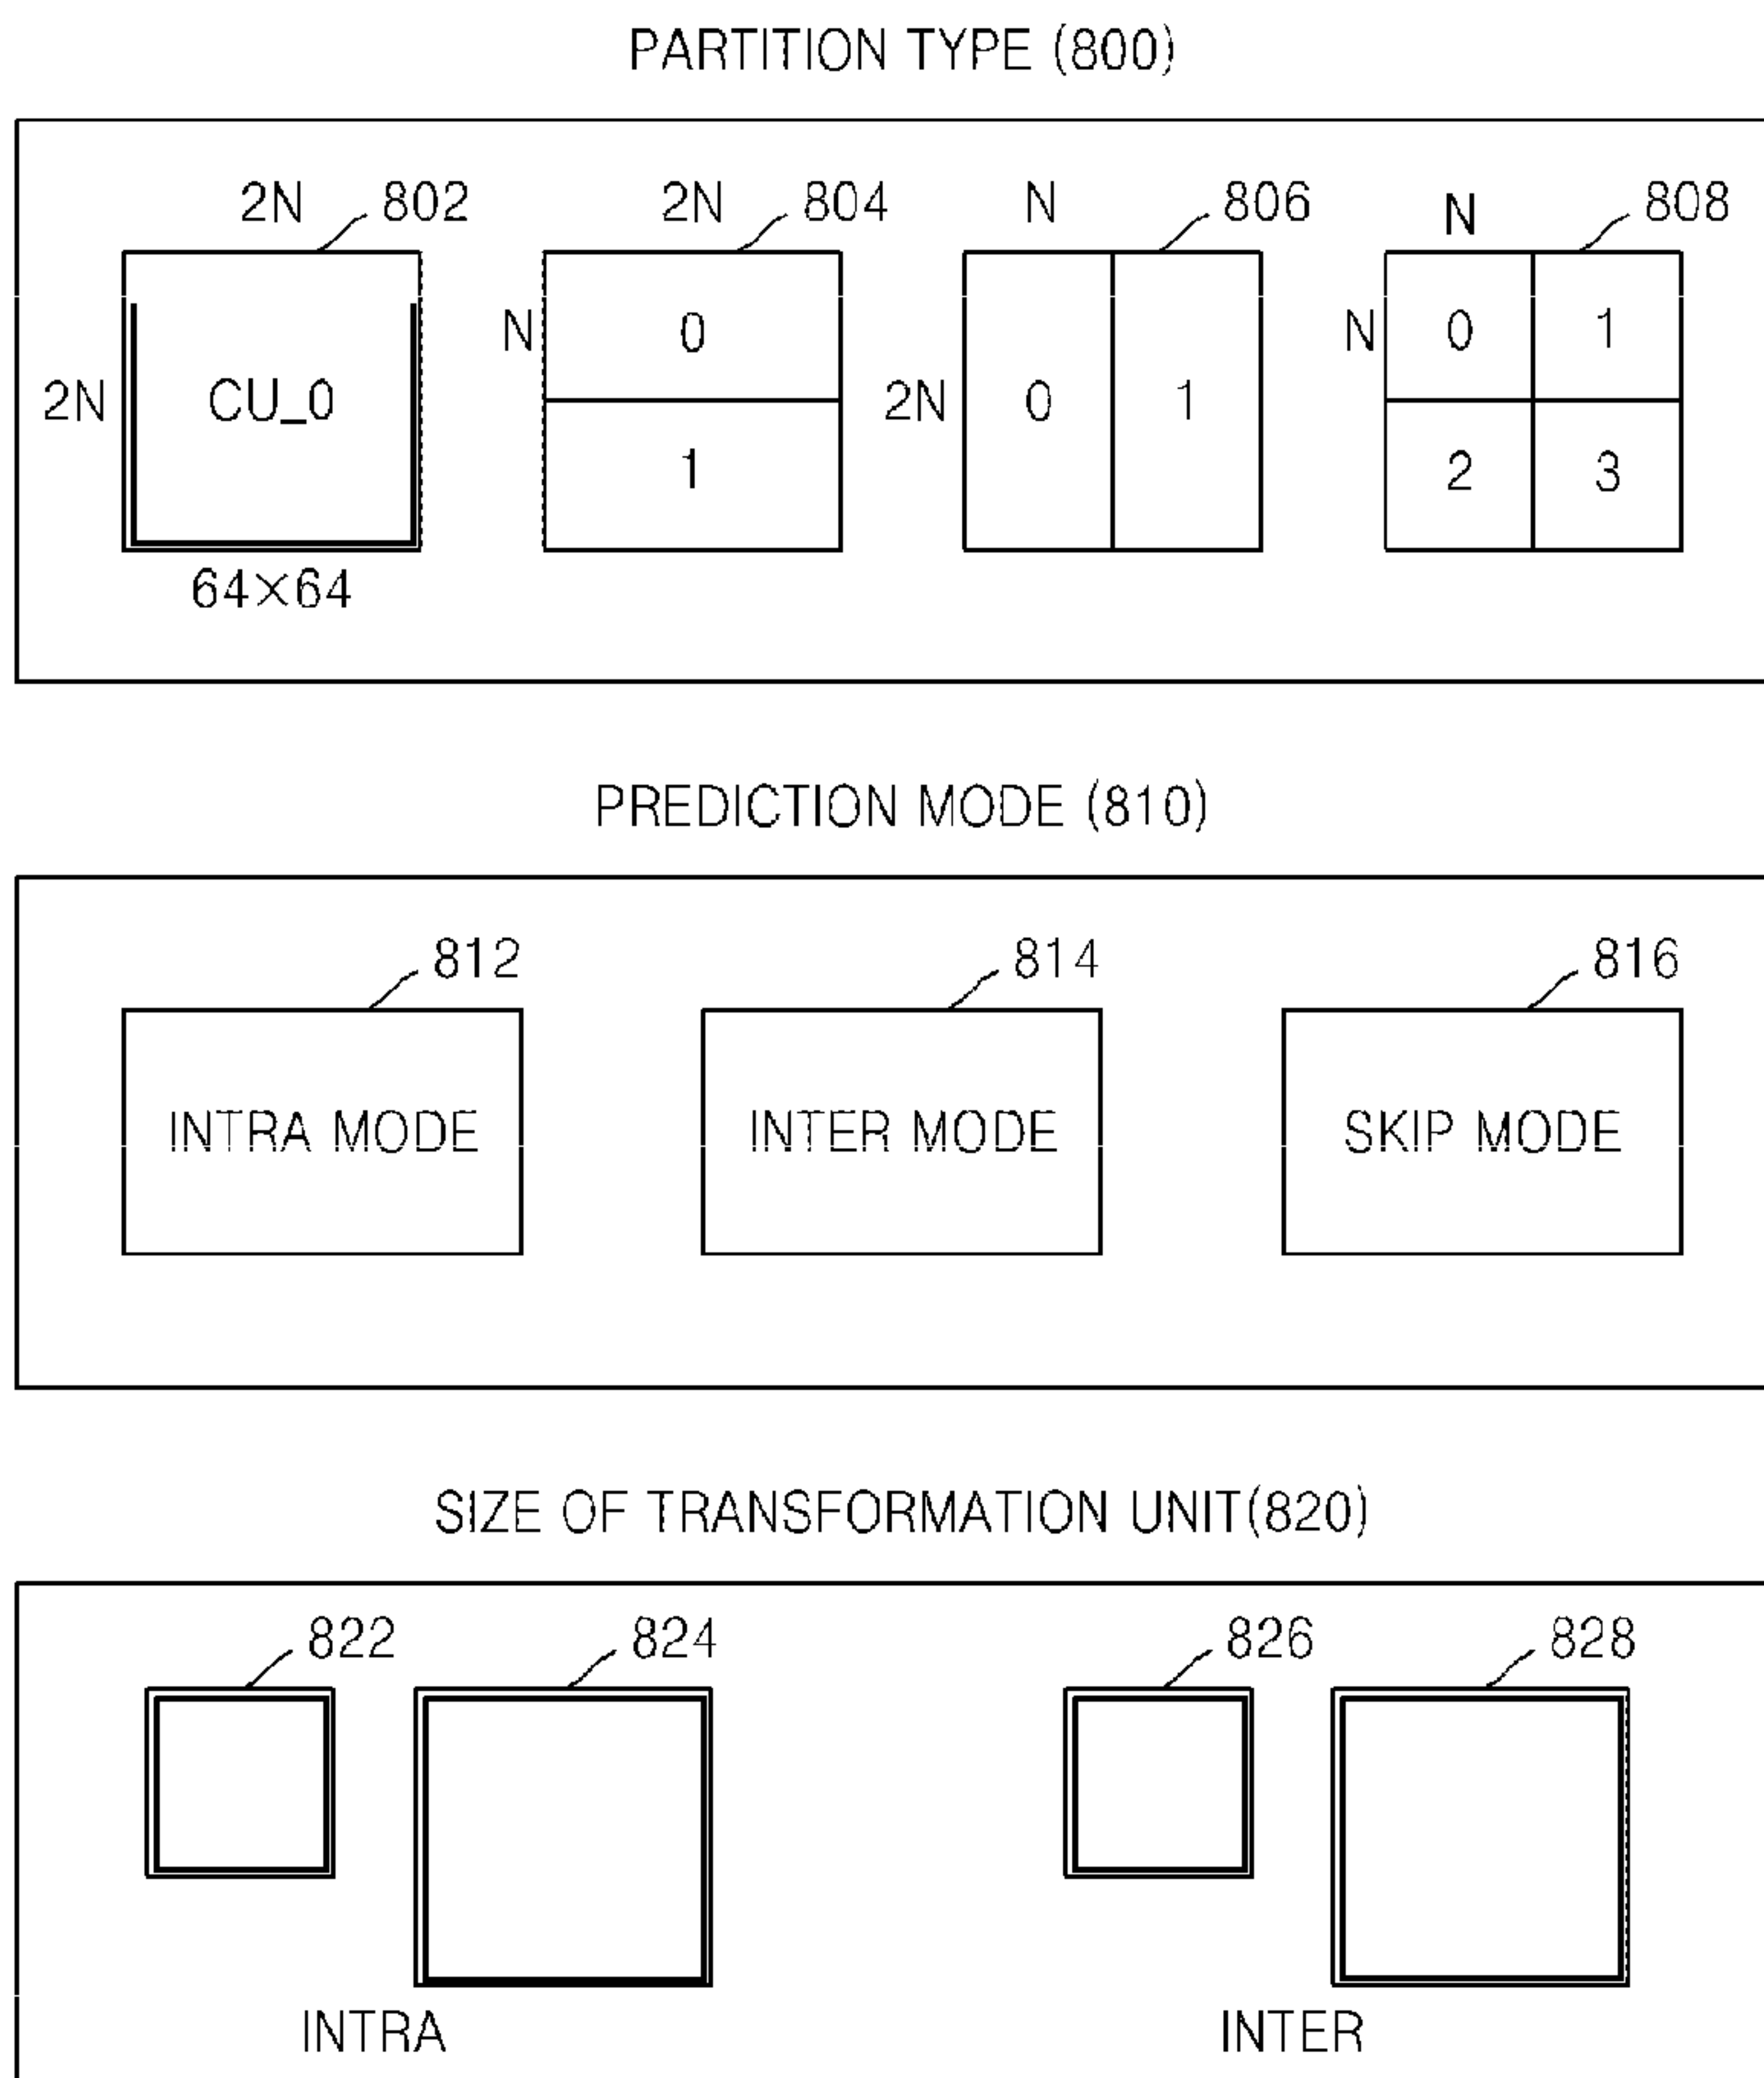 PARTITION TYPE (800)
2N 802 2N 804 N 806 N 808
N 0 N 0 1
2N CU_0 2N 0 1
1 2 3
64×64
PREDICTION MODE (810)
812 814 816
INTRA MODE INTER MODE SKIP MODE
SIZE OF TRANSFORMATION UNIT(820)
822 824 826 828
INTRA INTER